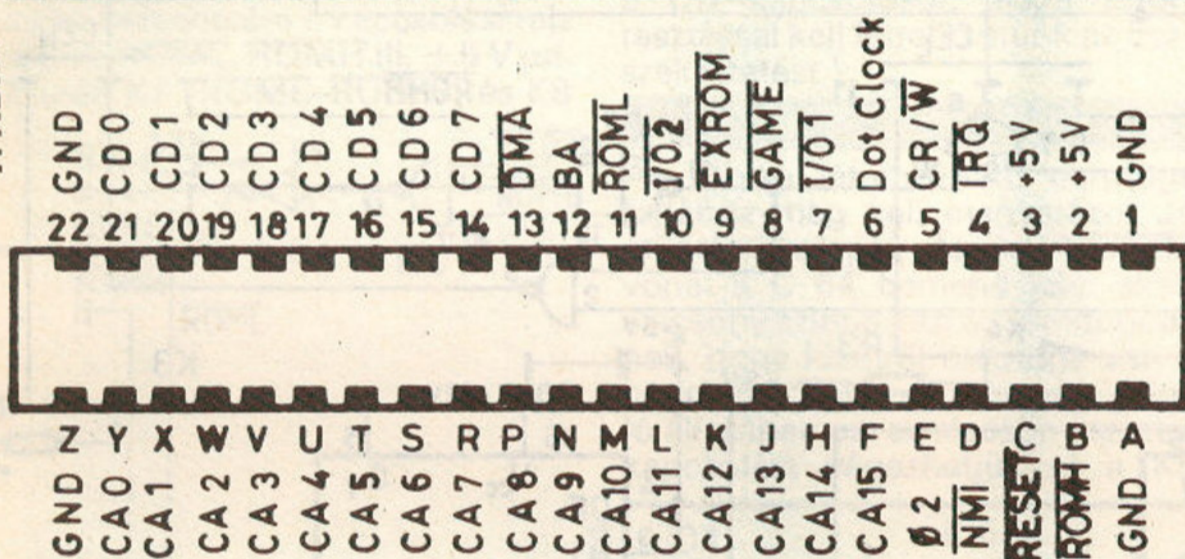 GND CD0 CD1 CD2 CD3 CD4 CD5 CD6 CD7 DMA BA ROML I/O2 EXROM GAME I/O1 Dot Clock CR/W IRQ +5V +5V GND
22 21 20 19 18 17 16 15 14 13 12 11 10 9 8 7 6 5 4 3 2 1
Z Y X W V U T S R P N M L K J H F E D C B A
GND CA0 CA1 CA2 CA3 CA4 CA5 CA6 CA7 CA8 CA9 CA10 CA11 CA12 CA13 CA14 CA15 ø2 NMI RESET ROMH GND